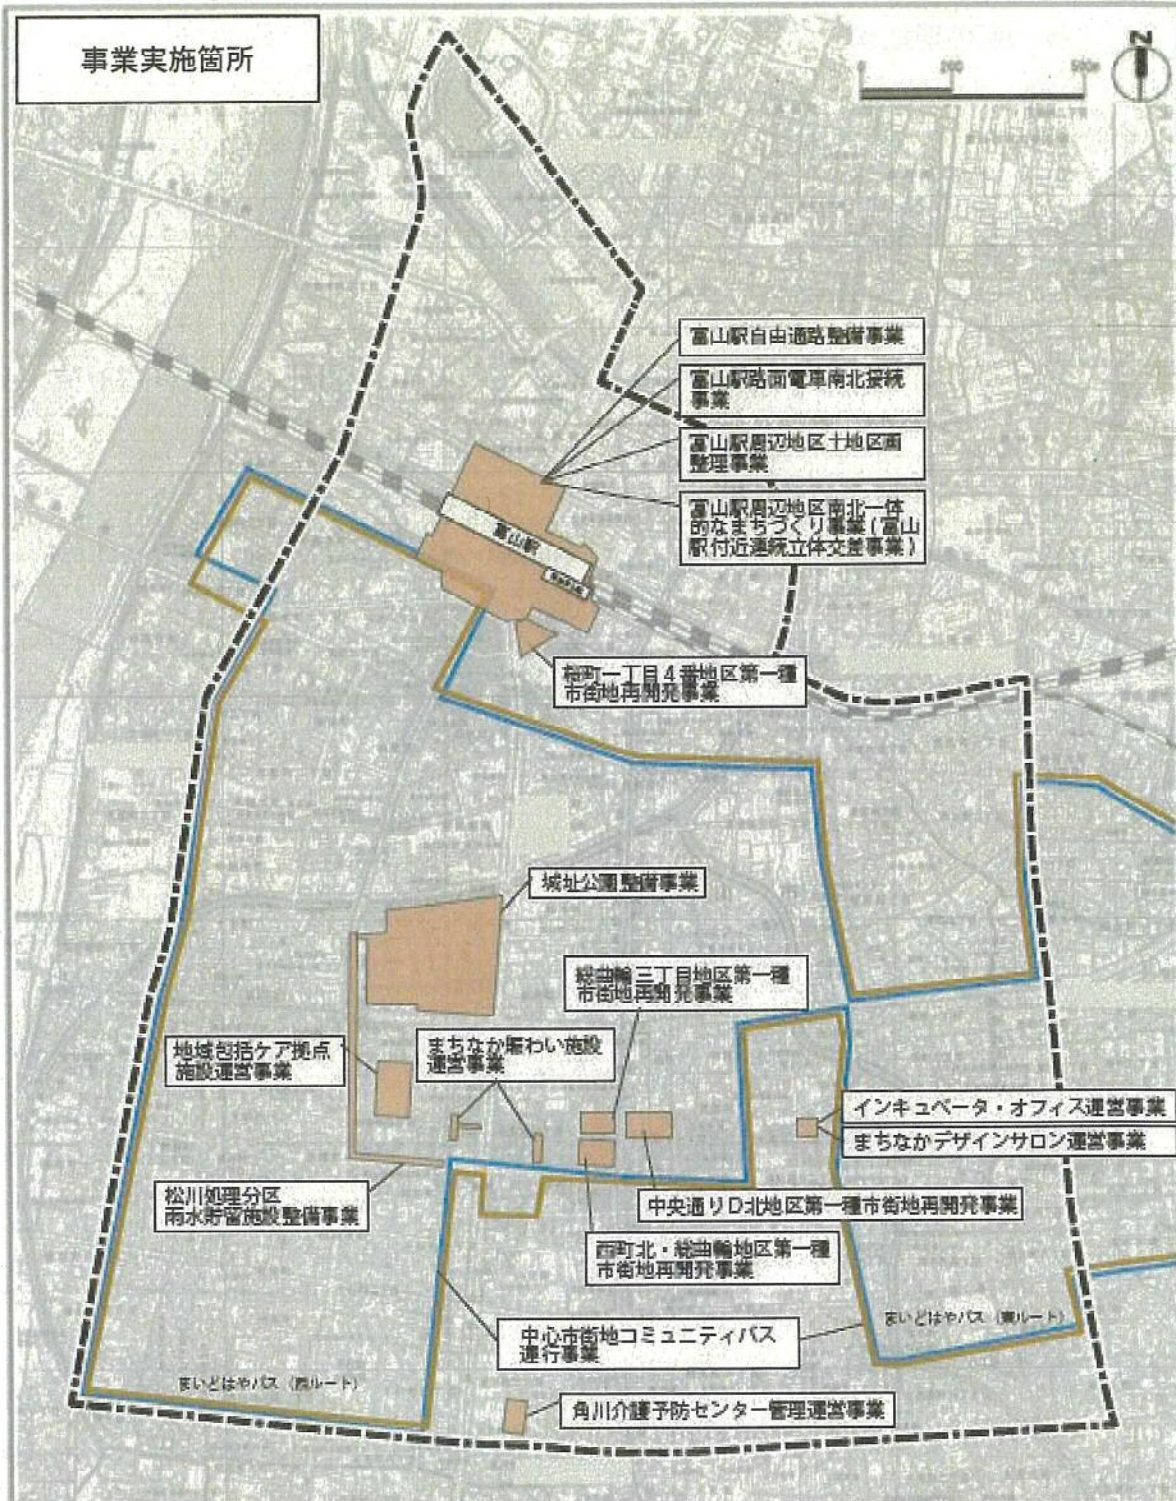 事業実施箇所
N
0
200
500m
富山駅自由通路整備事業
富山駅路面電車南北接続
事業
富山駅周辺地区土地区画
整理事業
富山駅周辺地区南北一体
的なまちづくり事業(富山
駅付近連続立体交差事業)
富山駅
桜町一丁目4番地区第一種
市街地再開発事業
城址公園整備事業
総曲輪三丁目地区第一種
市街地再開発事業
地域包括ケア拠点
施設運営事業
まちなか賑わい施設
運営事業
インキュベータ・オフィス運営事業
まちなかデザインサロン運営事業
松川処理分区
雨水貯留施設整備事業
中央通りD北地区第一種市街地再開発事業
西町北・総曲輪地区第一種
市街地再開発事業
まいどはやバス(東ルート)
中心市街地コミュニティバス
運行事業
まいどはやバス(西ルート)
角川介護予防センター管理運営事業